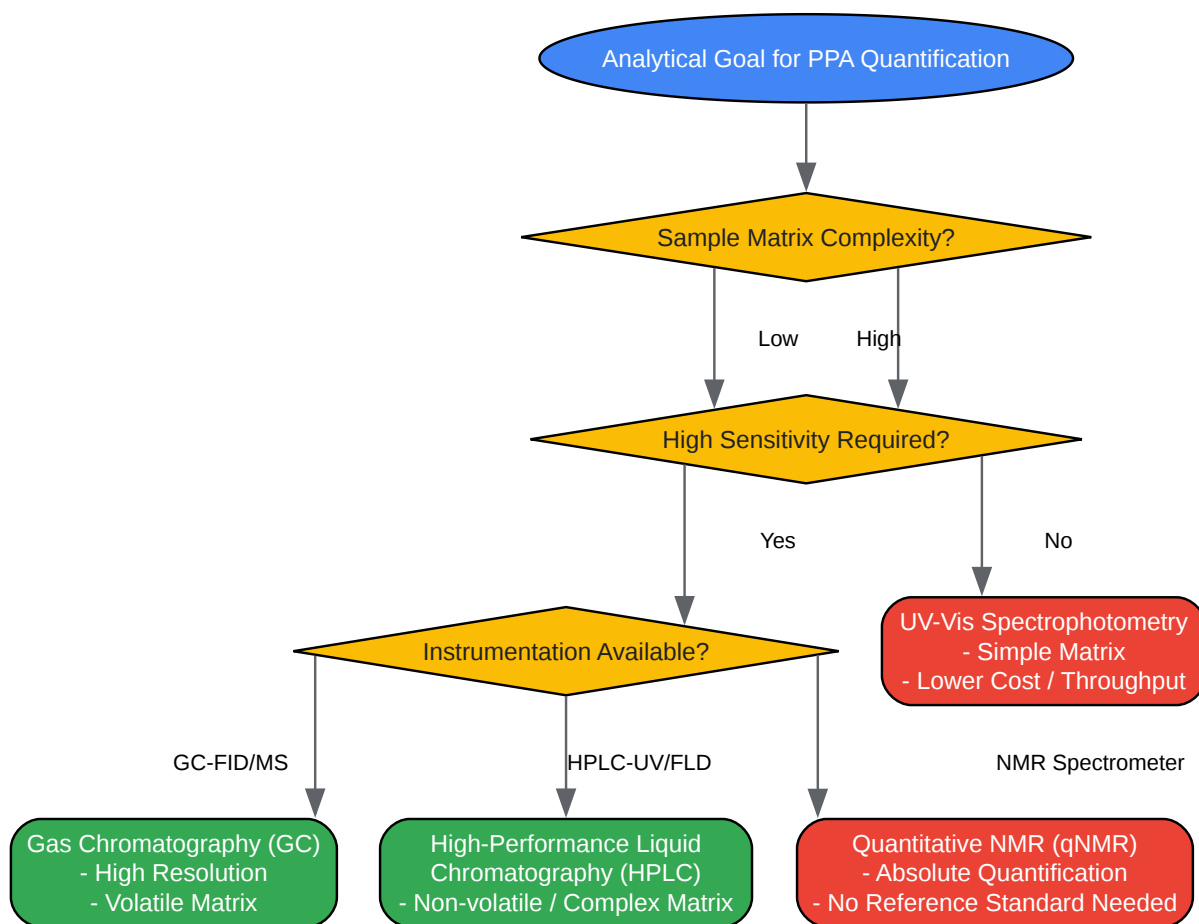 Analytical Goal for PPA Quantification
Sample Matrix Complexity?
Low
High
High Sensitivity Required?
Yes
No
UV-Vis Spectrophotometry
- Simple Matrix
- Lower Cost / Throughput
Instrumentation Available?
GC-FID/MS
HPLC-UV/FLD
NMR Spectrometer
Gas Chromatography (GC)
- High Resolution
- Volatile Matrix
High-Performance Liquid
Chromatography (HPLC)
- Non-volatile / Complex Matrix
Quantitative NMR (qNMR)
- Absolute Quantification
- No Reference Standard Needed